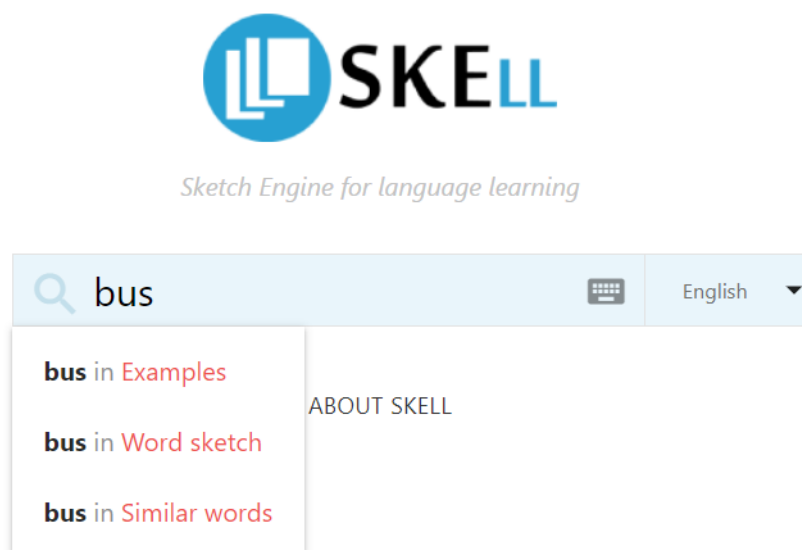 SKELL
Sketch Engine for language learning
bus English
bus in Examples
ABOUT SKELL
bus in Word sketch
bus in Similar words